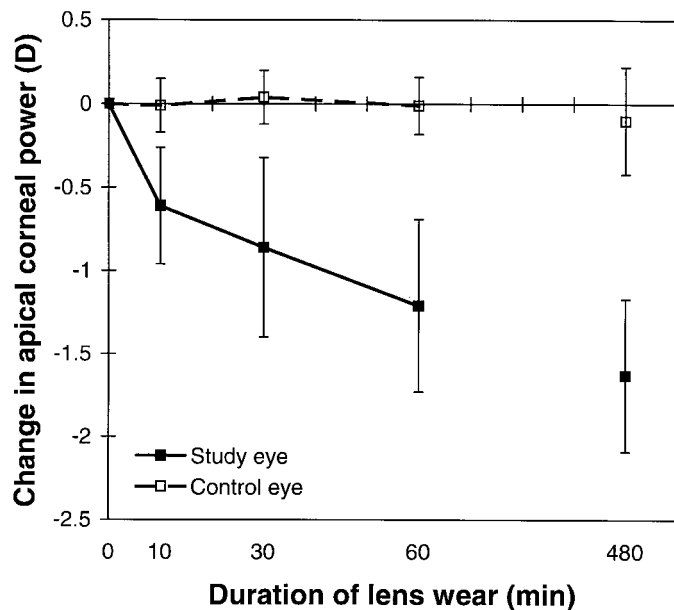 Change in apical corneal power (D)
0.5
0
-0.5
-1
-1.5
-2
-2.5
Study eye
Control eye
0 10 30 60 480
Duration of lens wear (min)